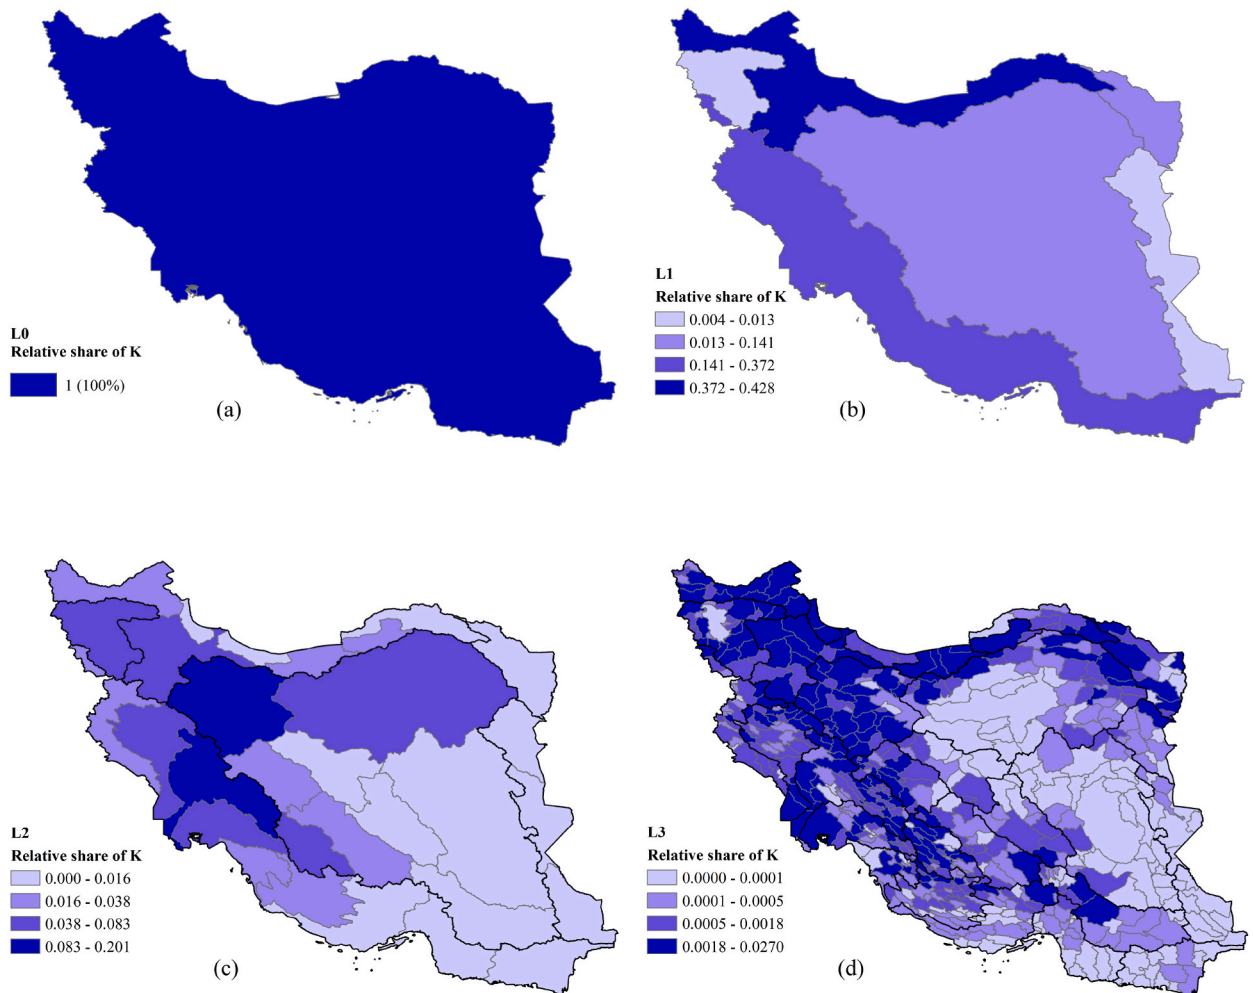 L0
Relative share of K
1 (100%)
(a)
L1
Relative share of K
0.004 - 0.013
0.013 - 0.141
0.141 - 0.372
0.372 - 0.428
(b)
L2
Relative share of K
0.000 - 0.016
0.016 - 0.038
0.038 - 0.083
0.083 - 0.201
(c)
L3
Relative share of K
0.0000 - 0.0001
0.0001 - 0.0005
0.0005 - 0.0018
0.0018 - 0.0270
(d)